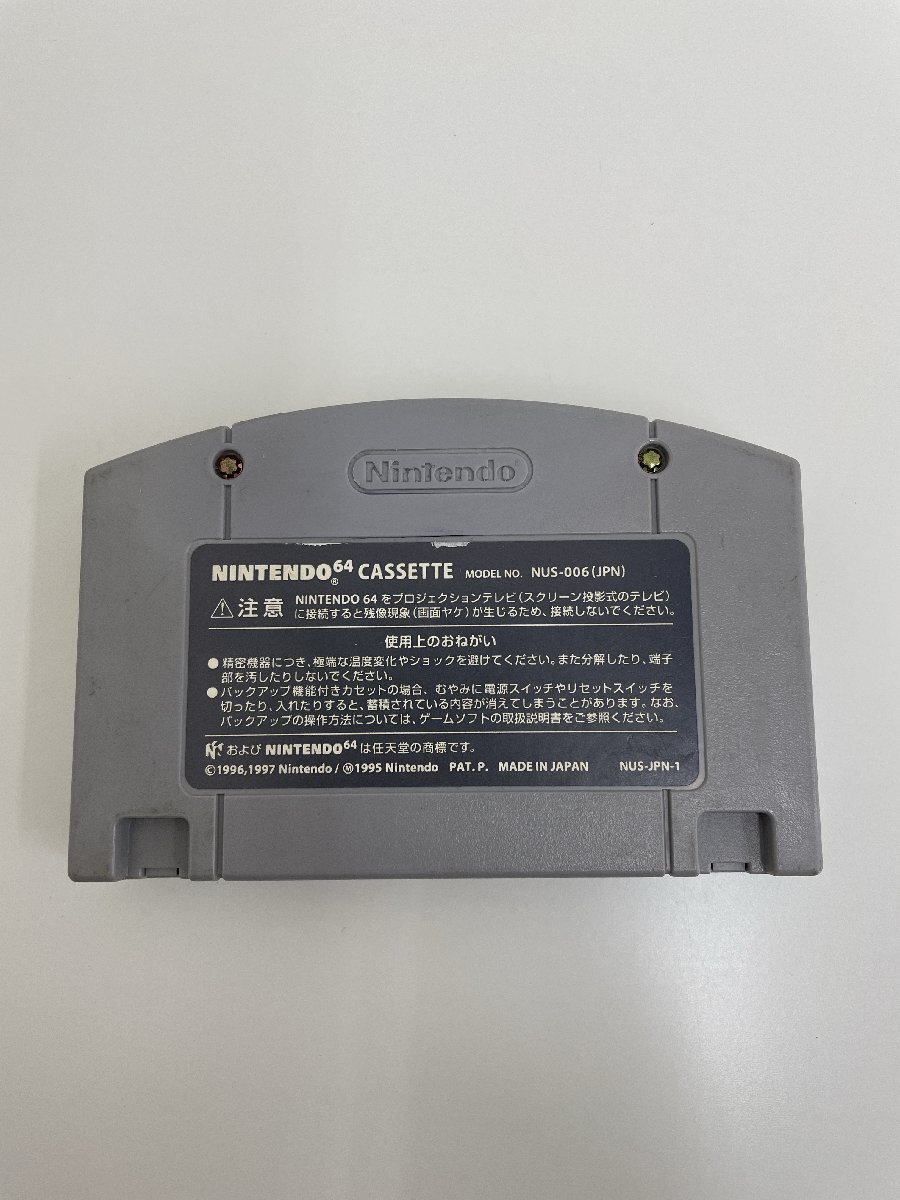 Nintendo®
NINTENDO64® CASSETTE MODEL NO. NUS-006(JPN)
⚠注意 NINTENDO 64をプロジェクションテレビ(スクリーン投影式のテレビ)
に接続すると残像現象(画面ヤケ)が生じるため、接続しないでください。
使用上のおねがい
●精密機器につき、極端な温度変化やショックを避けてください。また分解したり、端子
部を汚したりしないでください。
●バックアップ機能付きカセットの場合、むやみに電源スイッチやリセットスイッチを
切ったり、入れたりすると、蓄積されている内容が消えてしまうことがあります。なお、
バックアップの操作方法については、ゲームソフトの取扱説明書をご参照ください。
および NINTENDO64は任天堂の商標です。
©1996,1997 Nintendo/Ⓜ1995 Nintendo PAT.P. MADE IN JAPAN NUS-JPN-1